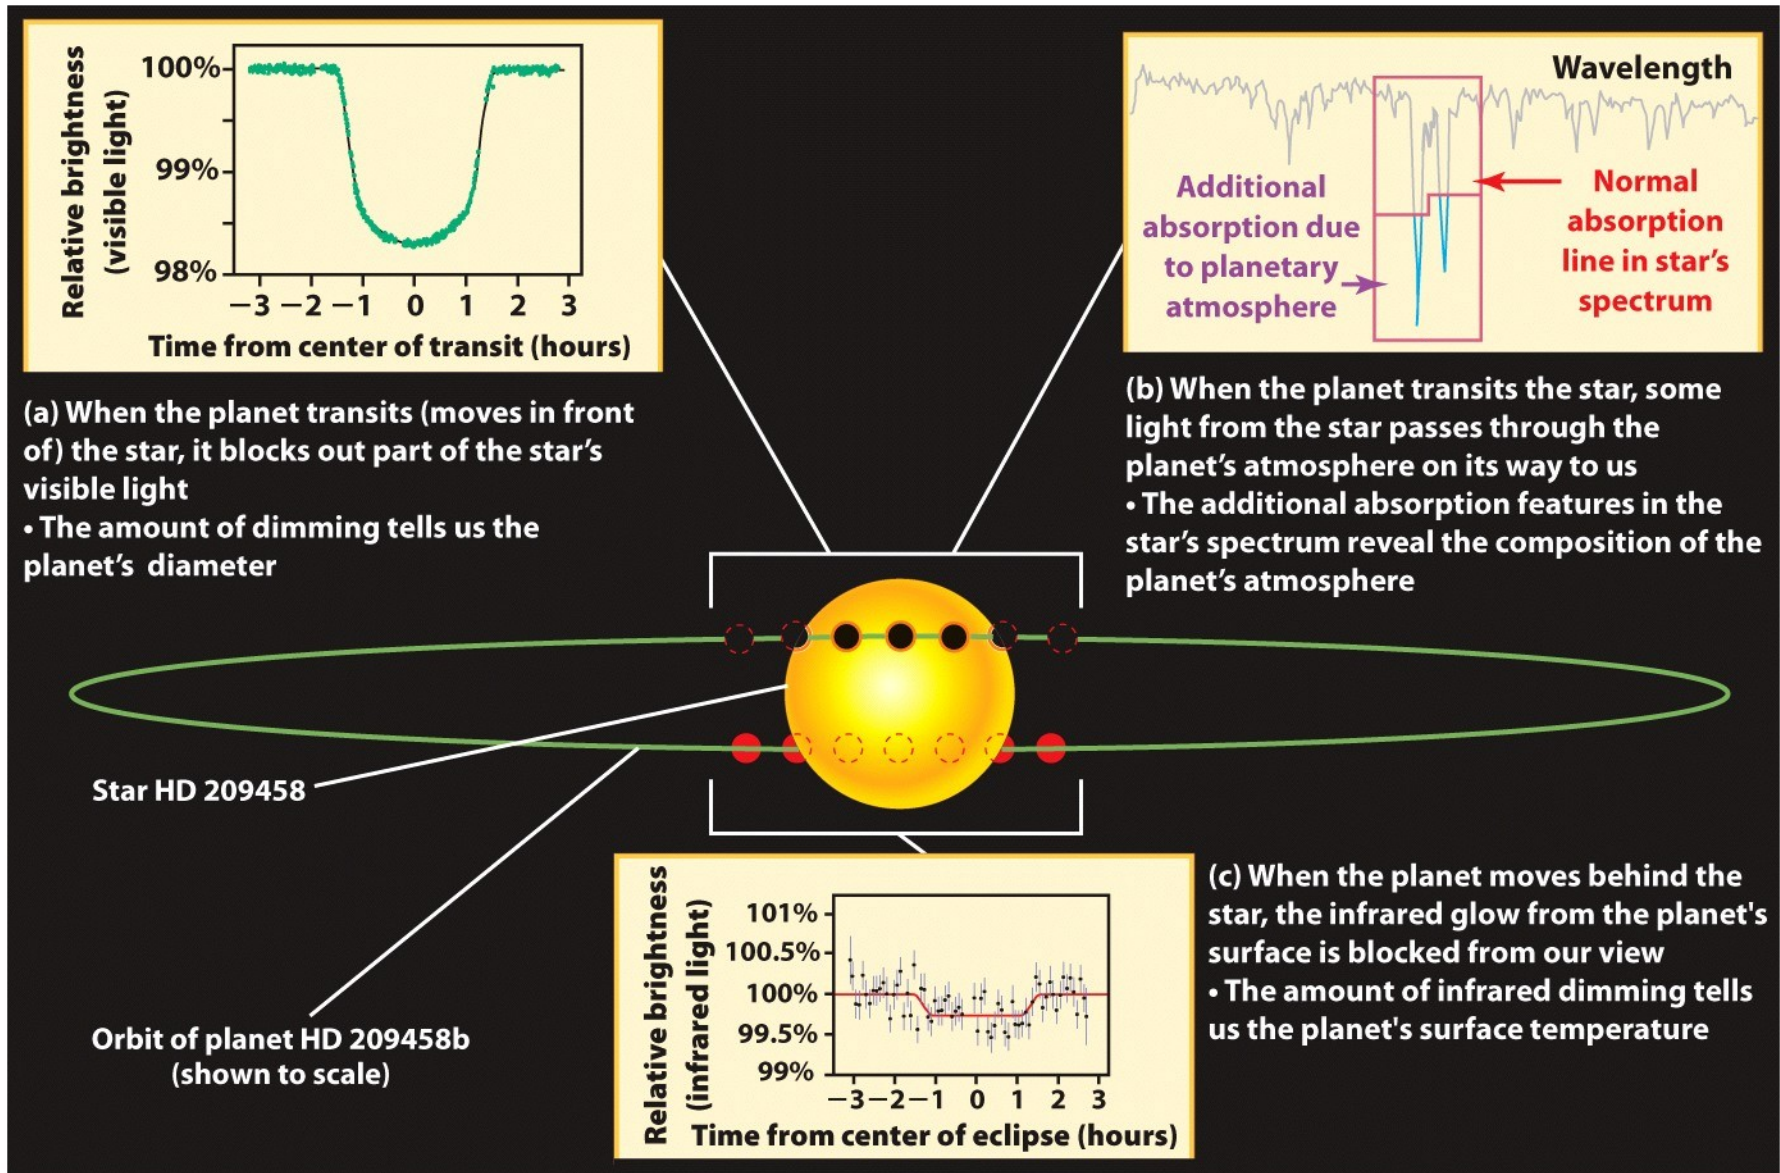 Relative brightness
(visible light)
100%
99%
98%
−3 −2 −1 0 1 2 3
Time from center of transit (hours)
(a) When the planet transits (moves in front
of) the star, it blocks out part of the star’s
visible light
• The amount of dimming tells us the
planet’s diameter
Wavelength
Additional
absorption due
to planetary
atmosphere
Normal
absorption
line in star’s
spectrum
(b) When the planet transits the star, some
light from the star passes through the
planet’s atmosphere on its way to us
• The additional absorption features in the
star’s spectrum reveal the composition of the
planet’s atmosphere
Star HD 209458
Orbit of planet HD 209458b
(shown to scale)
Relative brightness
(infrared light)
101%
100.5%
100%
99.5%
99%
−3 −2 −1 0 1 2 3
Time from center of eclipse (hours)
(c) When the planet moves behind the
star, the infrared glow from the planet's
surface is blocked from our view
• The amount of infrared dimming tells
us the planet's surface temperature